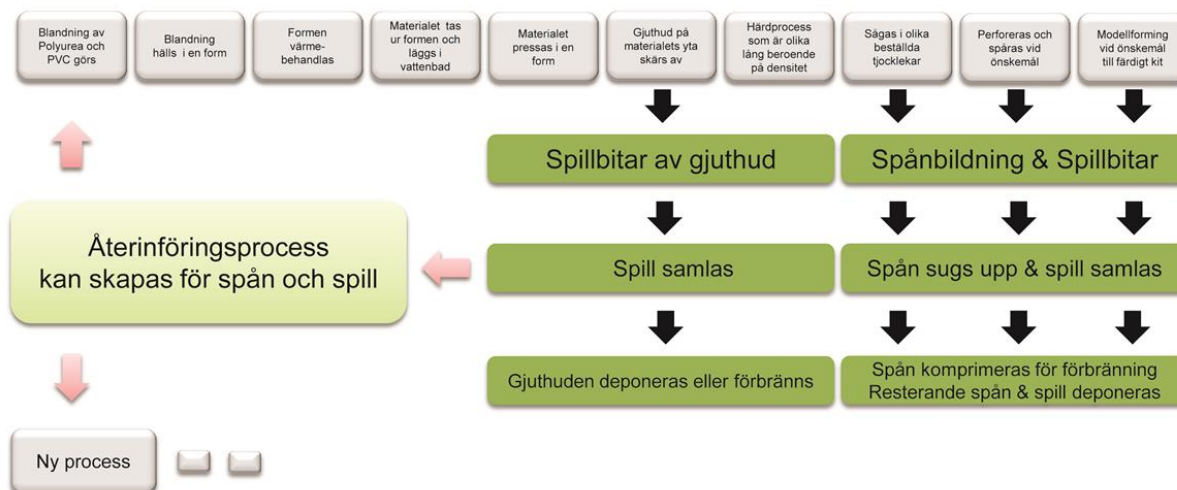 Blandning av
Polyurea och
PVC görs
Blandning
hälls i en form
Formen
värme-
behandlas
Materialet tas
ur formen och
läggs i
vattenbad
Materialet
pressas i en
form
Gjuthud på
materialets yta
skärs av
Härdprocess
som är olika
lång beroende
på densitet
Sågas i olika
beställda
tjocklekar
Perforeras och
spåras vid
önskemål
Modellforming
vid önskemål
till färdigt kit
Spillbitar av gjuthud
Spånbildning & Spillbitar
Återinföringsprocess
kan skapas för spån och spill
Spill samlas
Spån sugs upp & spill samlas
Gjuthuden deponeras eller förbränns
Spån komprimeras för förbränning
Resterande spån & spill deponeras
Ny process